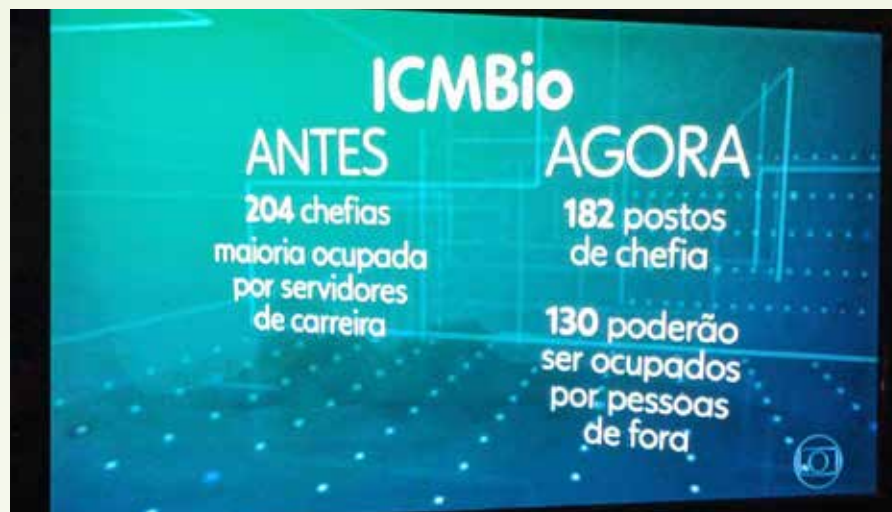 ICMBio
ANTES
204 chefias
maioria ocupada
por servidores
de carreira
AGORA
182 postos
de chefia
130 poderão
ser ocupados
por pessoas
de fora